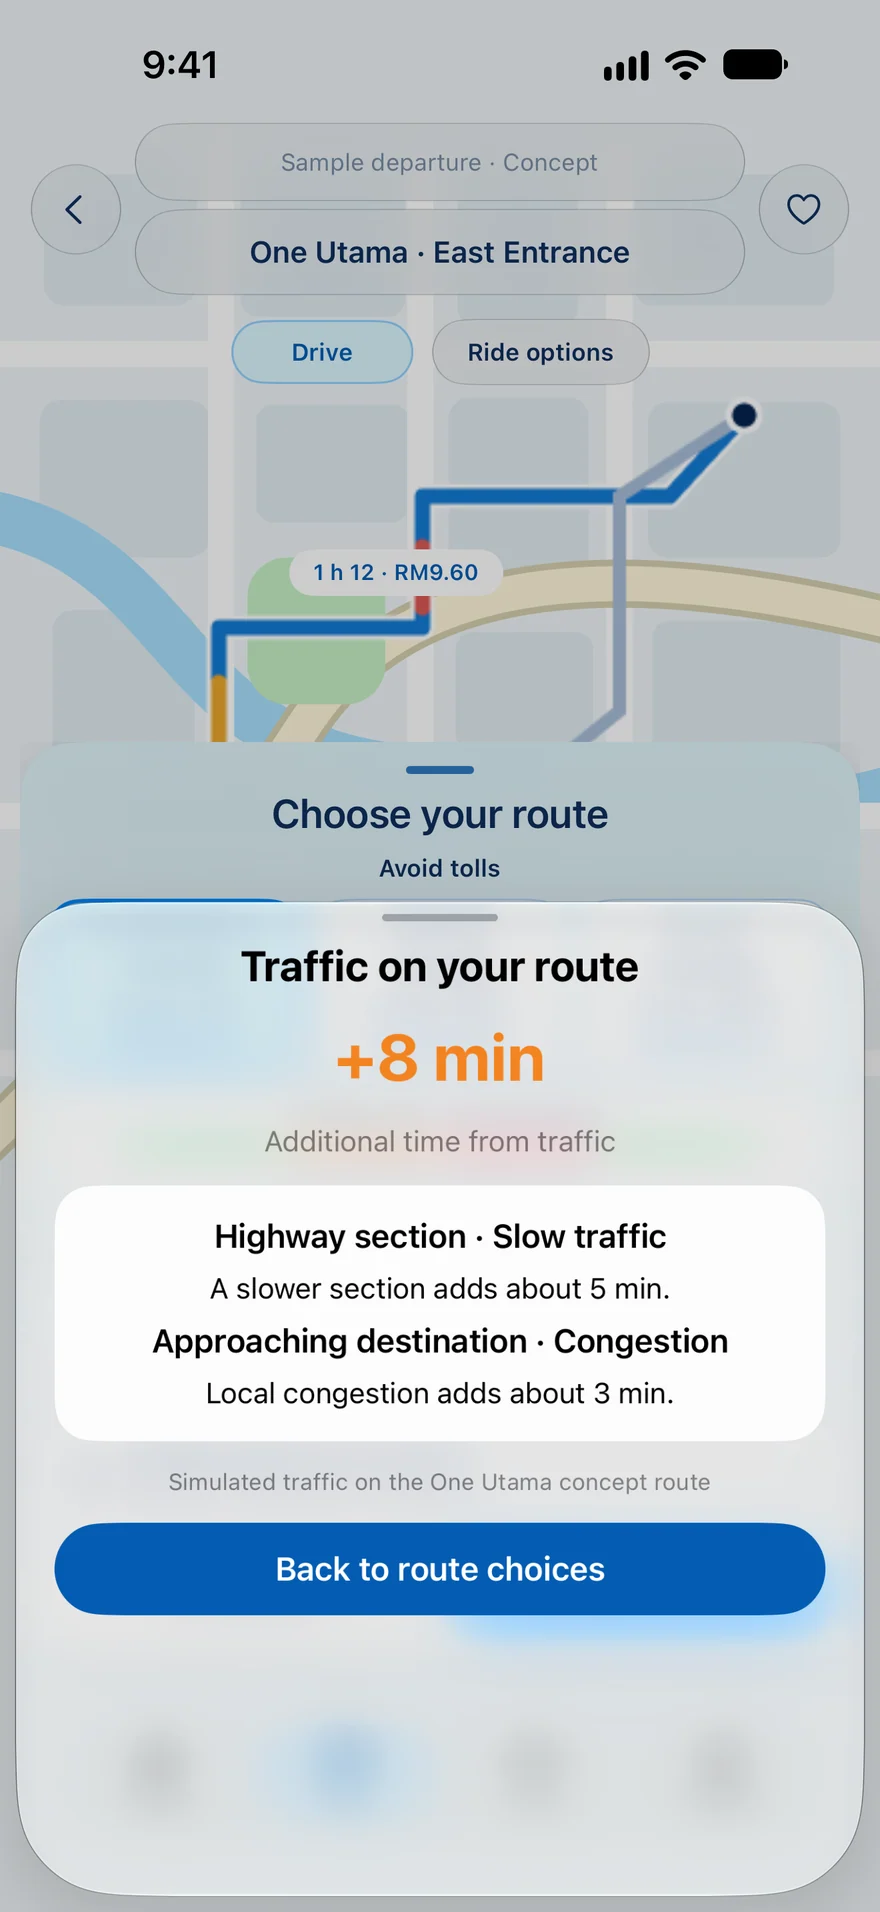 9:41
Sample departure · Concept
One Utama · East Entrance
Drive
Ride options
1 h 12 · RM9.60
Choose your route
Avoid tolls
Traffic on your route
+8 min
Additional time from traffic
Highway section · Slow traffic
A slower section adds about 5 min.
Approaching destination · Congestion
Local congestion adds about 3 min.
Simulated traffic on the One Utama concept route
Back to route choices